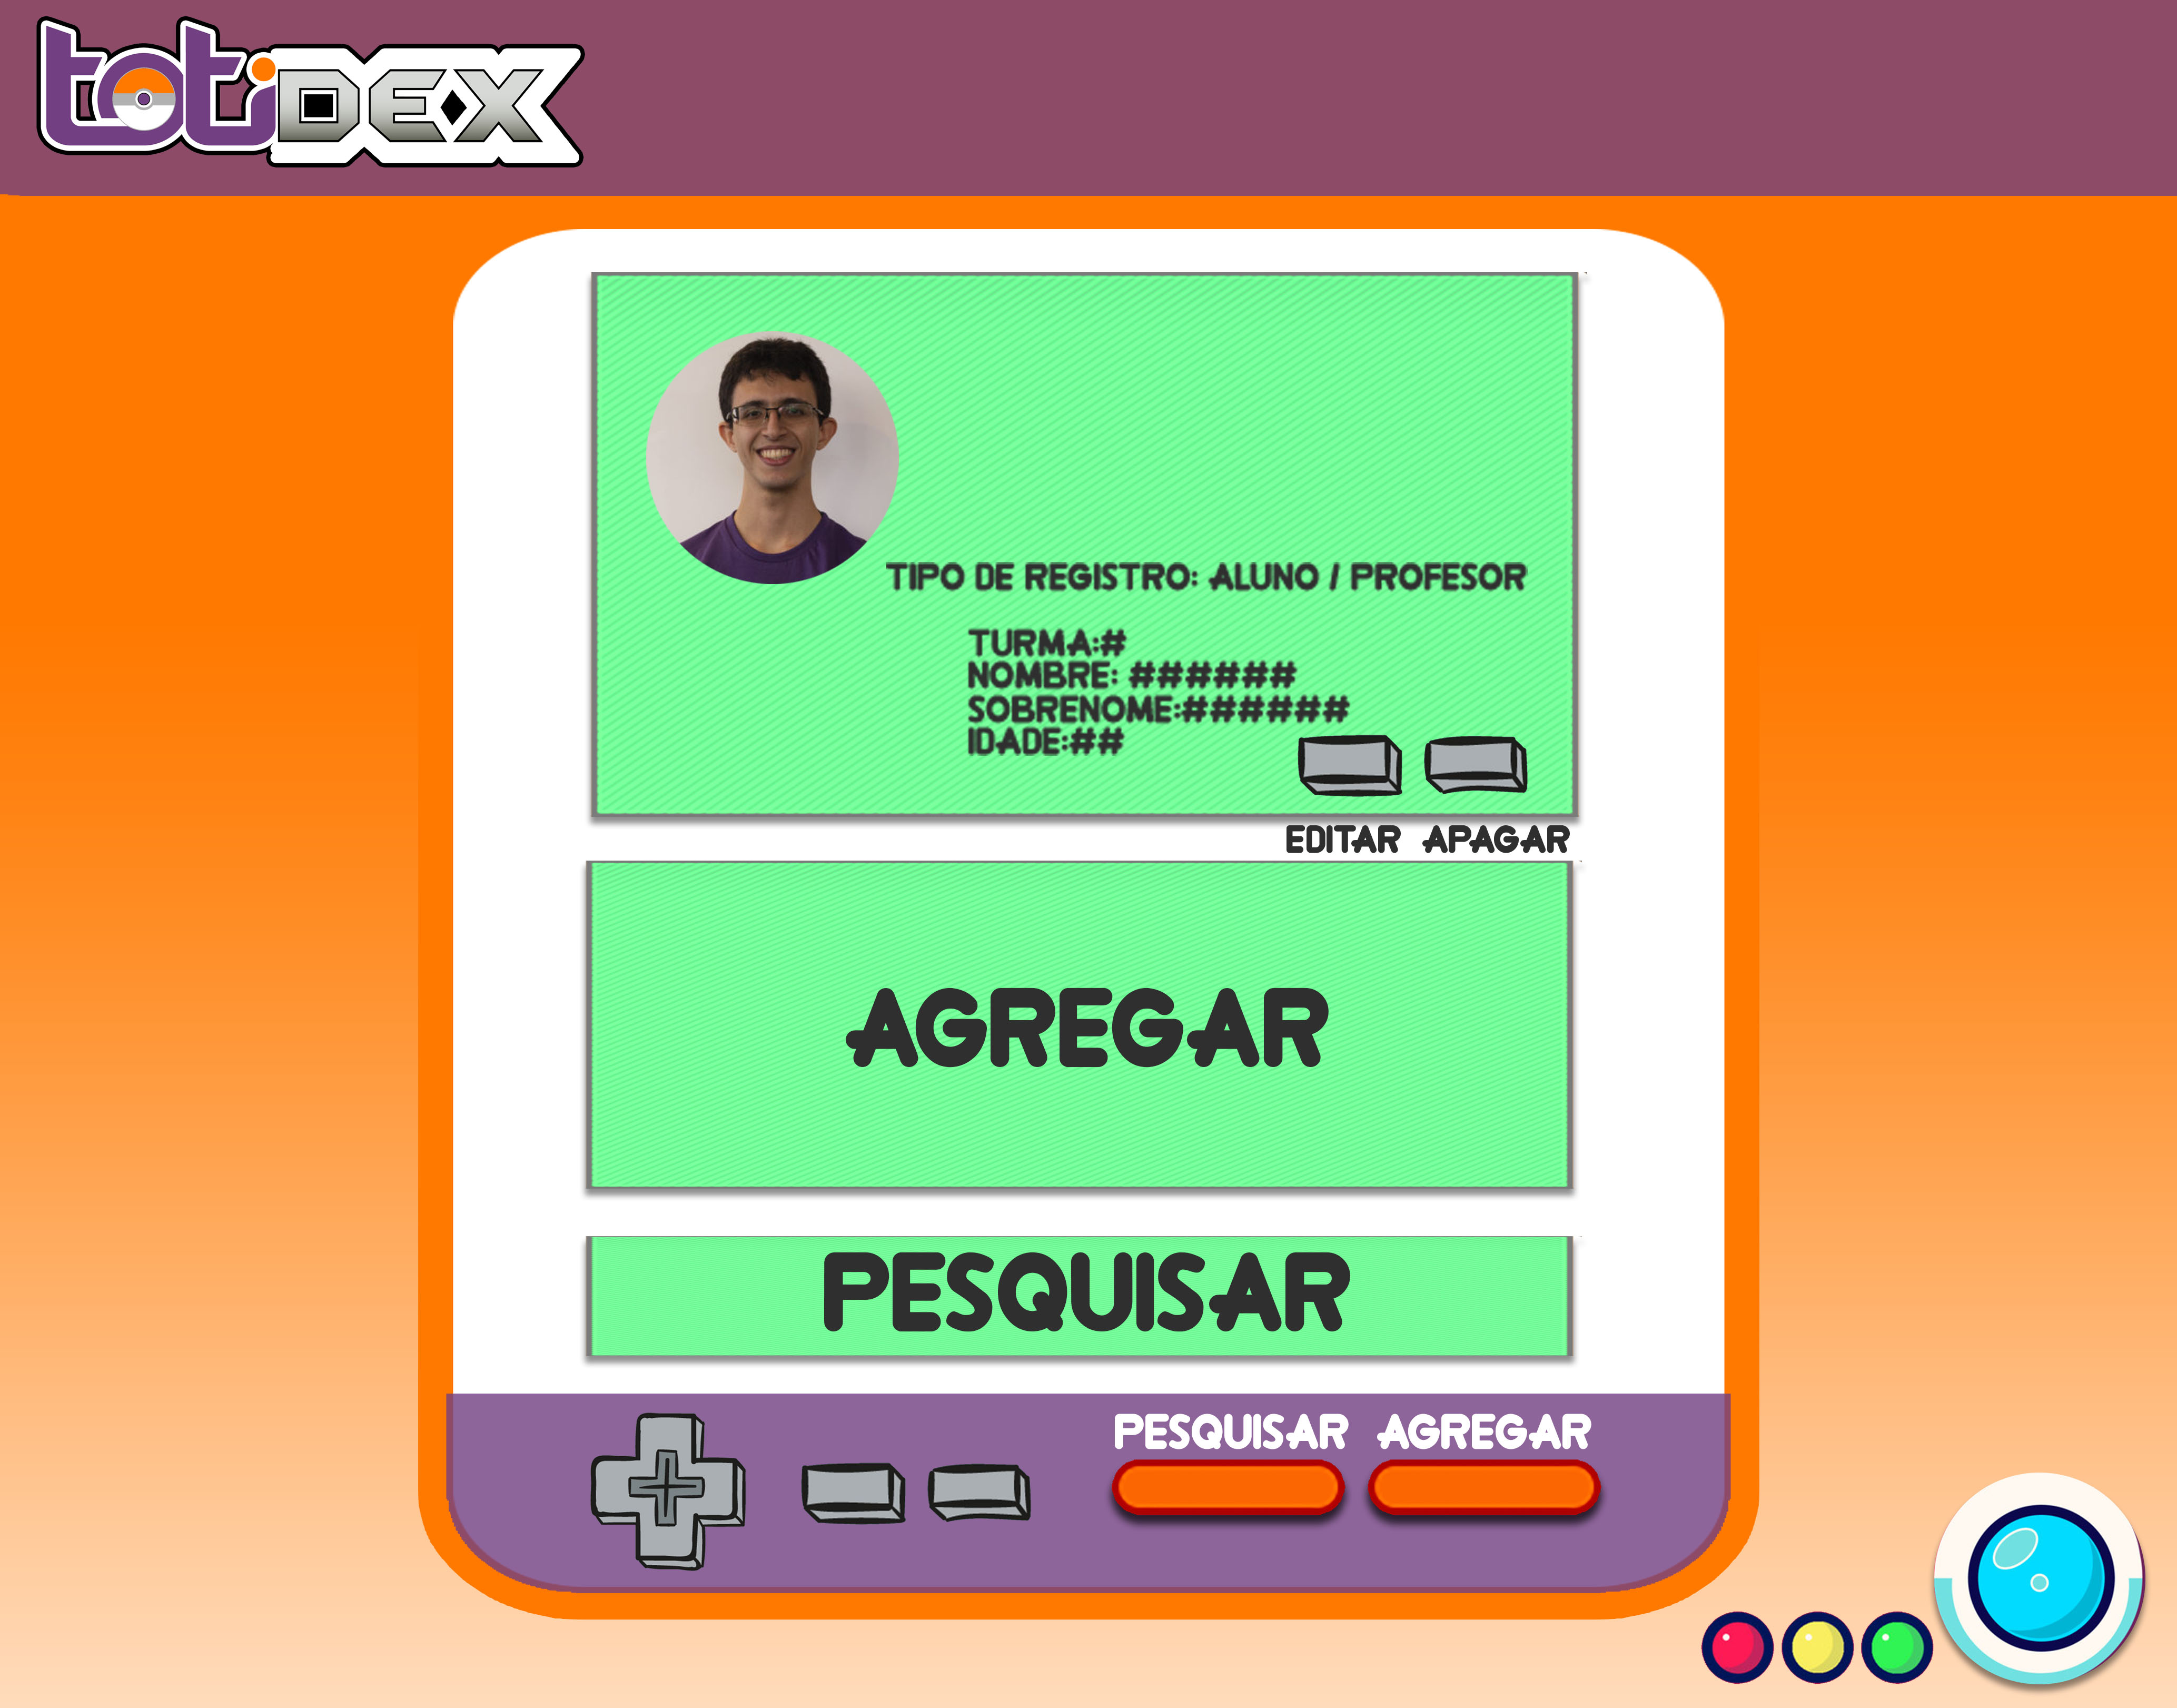 totiDEX
TIPO DE REGISTRO: ALUNO / PROFESOR
TURMA:#
NOMBRE: ######
SOBRENOME:######
IDADE:##
EDITAR APAGAR
AGREGAR
PESQUISAR
PESQUISAR AGREGAR